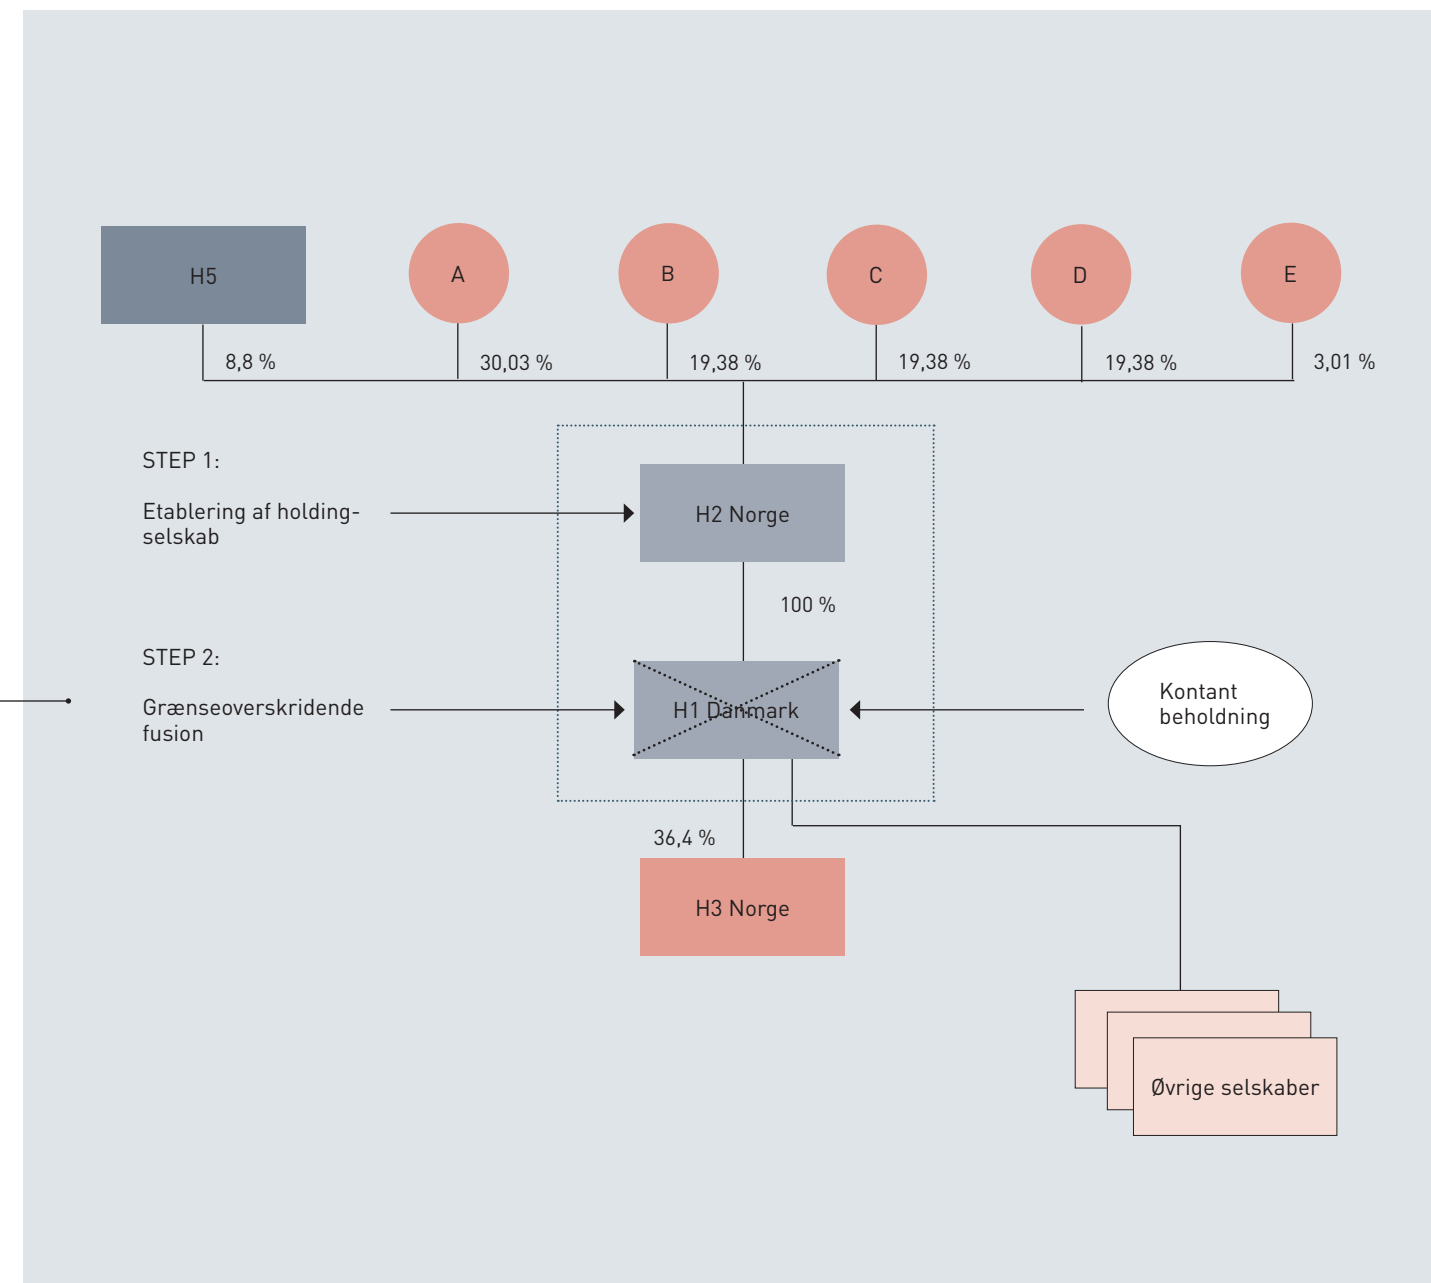 H5
A
B
C
D
E
8,8 %
30,03 %
19,38 %
19,38 %
19,38 %
3,01 %
STEP 1:
Etablering af holding-
selskab
H2 Norge
100 %
STEP 2:
Grænseoverskridende
fusion
H1 Danmark
Kontant
beholdning
36,4 %
H3 Norge
Øvrige selskaber